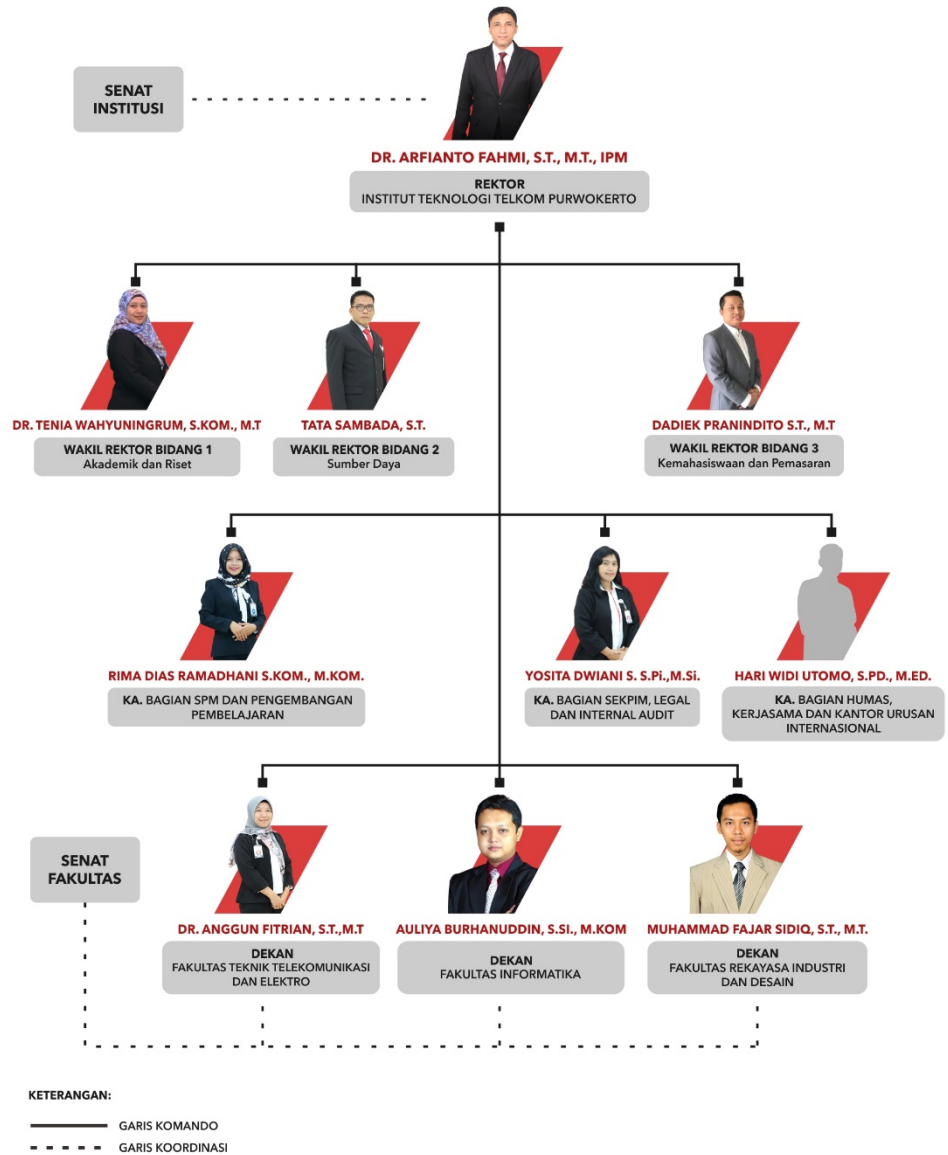 SENAT
INSTITUSI
DR. ARFIANTO FAHMI, S.T., M.T., IPM
REKTOR
INSTITUT TEKNOLOGI TELKOM PURWOKERTO
DR. TENIA WAHYUNINGRUM, S.KOM., M.T
WAKIL REKTOR BIDANG 1
Akademik dan Riset
TATA SAMBADA, S.T.
WAKIL REKTOR BIDANG 2
Sumber Daya
DADIEK PRANINDITO S.T., M.T
WAKIL REKTOR BIDANG 3
Kemahasiswaan dan Pemasaran
RIMA DIAS RAMADHANI S.KOM., M.KOM.
KA. BAGIAN SPM DAN PENGEMBANGAN
PEMBELAJARAN
YOSITA DWIANI S. S.Pi.,M.Si.
KA. BAGIAN SEKPIM, LEGAL
DAN INTERNAL AUDIT
HARI WIDI UTOMO, S.PD., M.ED.
KA. BAGIAN HUMAS,
KERJASAMA DAN KANTOR URUSAN
INTERNASIONAL
SENAT
FAKULTAS
DR. ANGGUN FITRIAN, S.T.,M.T
DEKAN
FAKULTAS TEKNIK TELEKOMUNIKASI
DAN ELEKTRO
AULIYA BURHANUDDIN, S.SI., M.KOM
DEKAN
FAKULTAS INFORMATIKA
MUHAMMAD FAJAR SIDIQ, S.T., M.T.
DEKAN
FAKULTAS REKAYASA INDUSTRI
DAN DESAIN
KETERANGAN:
GARIS KOMANDO
GARIS KOORDINASI